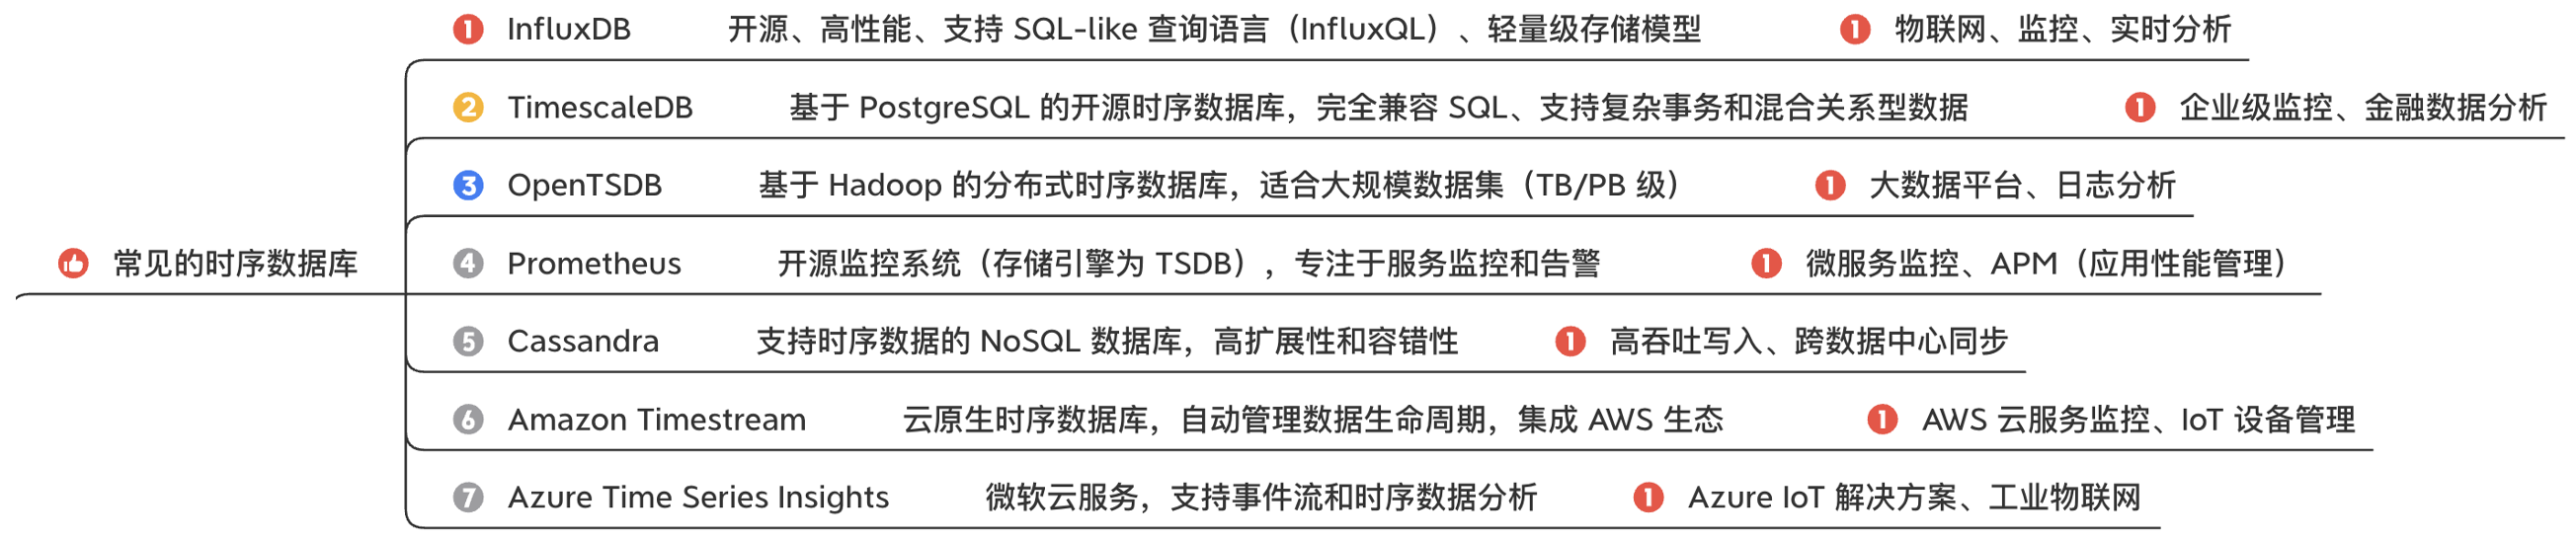 1 InfluxDB 开源、高性能、支持 SQL-like 查询语言（InfluxQL）、轻量级存储模型 1 物联网、监控、实时分析
2 TimescaleDB 基于 PostgreSQL 的开源时序数据库，完全兼容 SQL、支持复杂事务和混合关系型数据 1 企业级监控、金融数据分析
3 OpenTSDB 基于 Hadoop 的分布式时序数据库，适合大规模数据集（TB/PB 级） 1 大数据平台、日志分析
常见的时序数据库 4 Prometheus 开源监控系统（存储引擎为 TSDB），专注于服务监控和告警 1 微服务监控、APM（应用性能管理）
5 Cassandra 支持时序数据的 NoSQL 数据库，高扩展性和容错性 1 高吞吐写入、跨数据中心同步
6 Amazon Timestream 云原生时序数据库，自动管理数据生命周期，集成 AWS 生态 1 AWS 云服务监控、IoT 设备管理
7 Azure Time Series Insights 微软云服务，支持事件流和时序数据分析 1 Azure IoT 解决方案、工业物联网